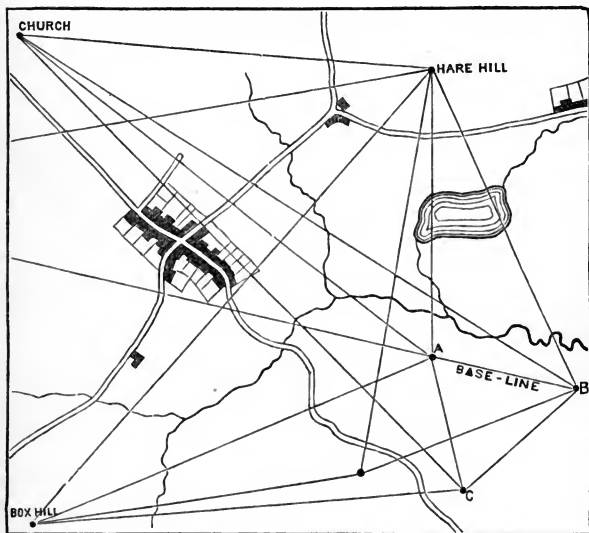 CHURCH
HARE HILL
A
BASE-LINE
B
C
BOX HILL